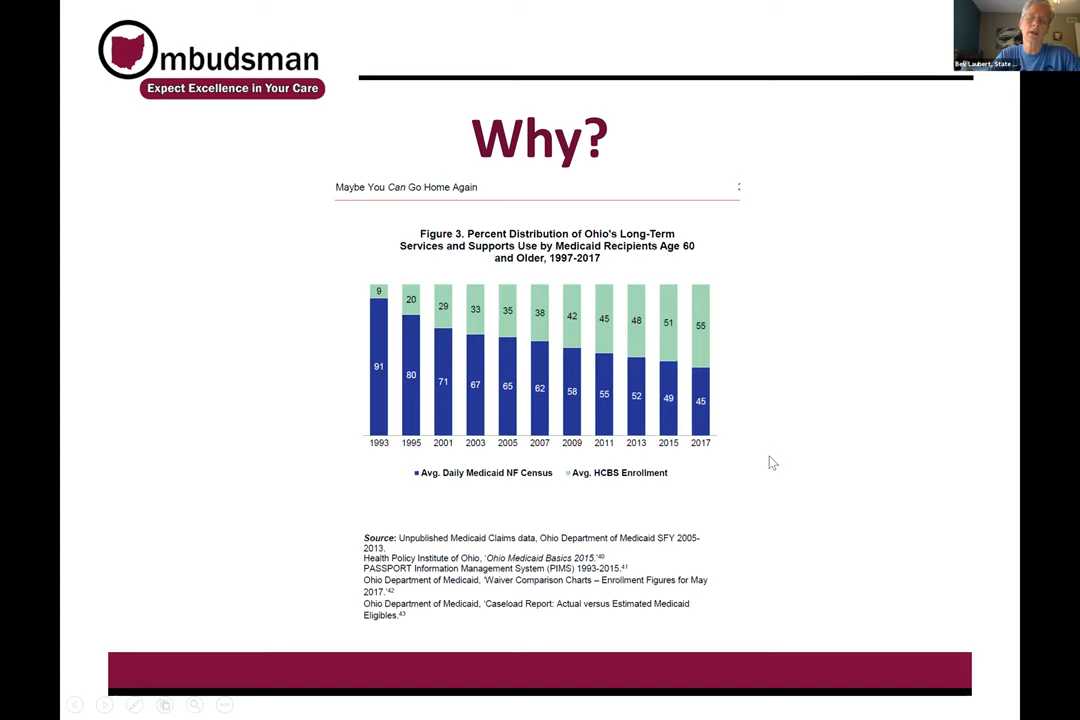 Ombudsman
Expect Excellence in Your Care
Bev Laubert, State ...
Why?
Maybe You Can Go Home Again
Figure 3. Percent Distribution of Ohio's Long-Term
Services and Supports Use by Medicaid Recipients Age 60
and Older, 1997-2017
9 20 29 33 35 38 42 45 48 51 55
91 80 71 67 65 62 58 55 52 49 45
1993 1995 2001 2003 2005 2007 2009 2011 2013 2015 2017
Avg. Daily Medicaid NF Census Avg. HCBS Enrollment
Source: Unpublished Medicaid Claims data, Ohio Department of Medicaid SFY 2005-
2013.
Health Policy Institute of Ohio, 'Ohio Medicaid Basics 2015.'40
PASSPORT Information Management System (PIMS) 1993-2015.41
Ohio Department of Medicaid, 'Waiver Comparison Charts – Enrollment Figures for May
2017.'42
Ohio Department of Medicaid, 'Caseload Report: Actual versus Estimated Medicaid
Eligibles.43